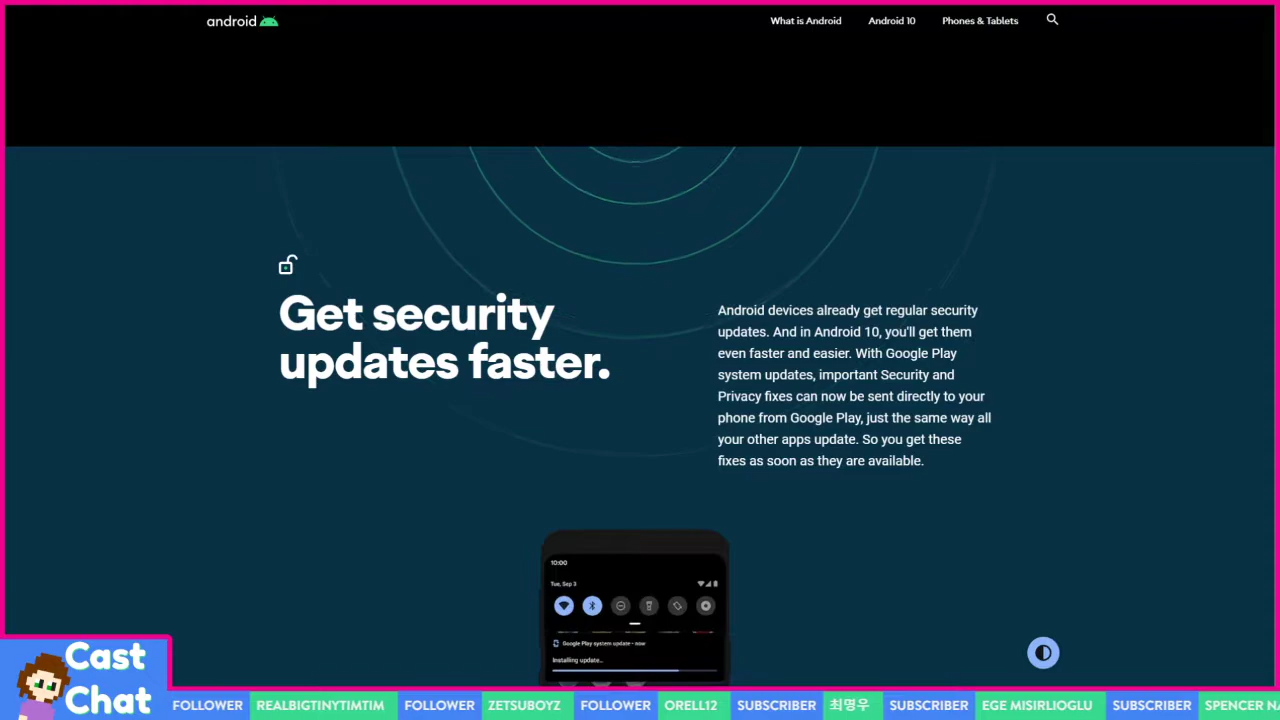 android
What is Android
Android 10
Phones & Tablets
Get security
updates faster.
Android devices already get regular security
updates. And in Android 10, you'll get them
even faster and easier. With Google Play
system updates, important Security and
Privacy fixes can now be sent directly to your
phone from Google Play, just the same way all
your other apps update. So you get these
fixes as soon as they are available.
10:00
Tue, Sep 3
Google Play system update - now
Installing update..
Cast
Chat
FOLLOWER REALBIGTINYTIMTIM FOLLOWER ZETSUBOYZ FOLLOWER ORELL12 SUBSCRIBER 최명우 SUBSCRIBER EGE MISIRLIOGLU SUBSCRIBER SPENCER